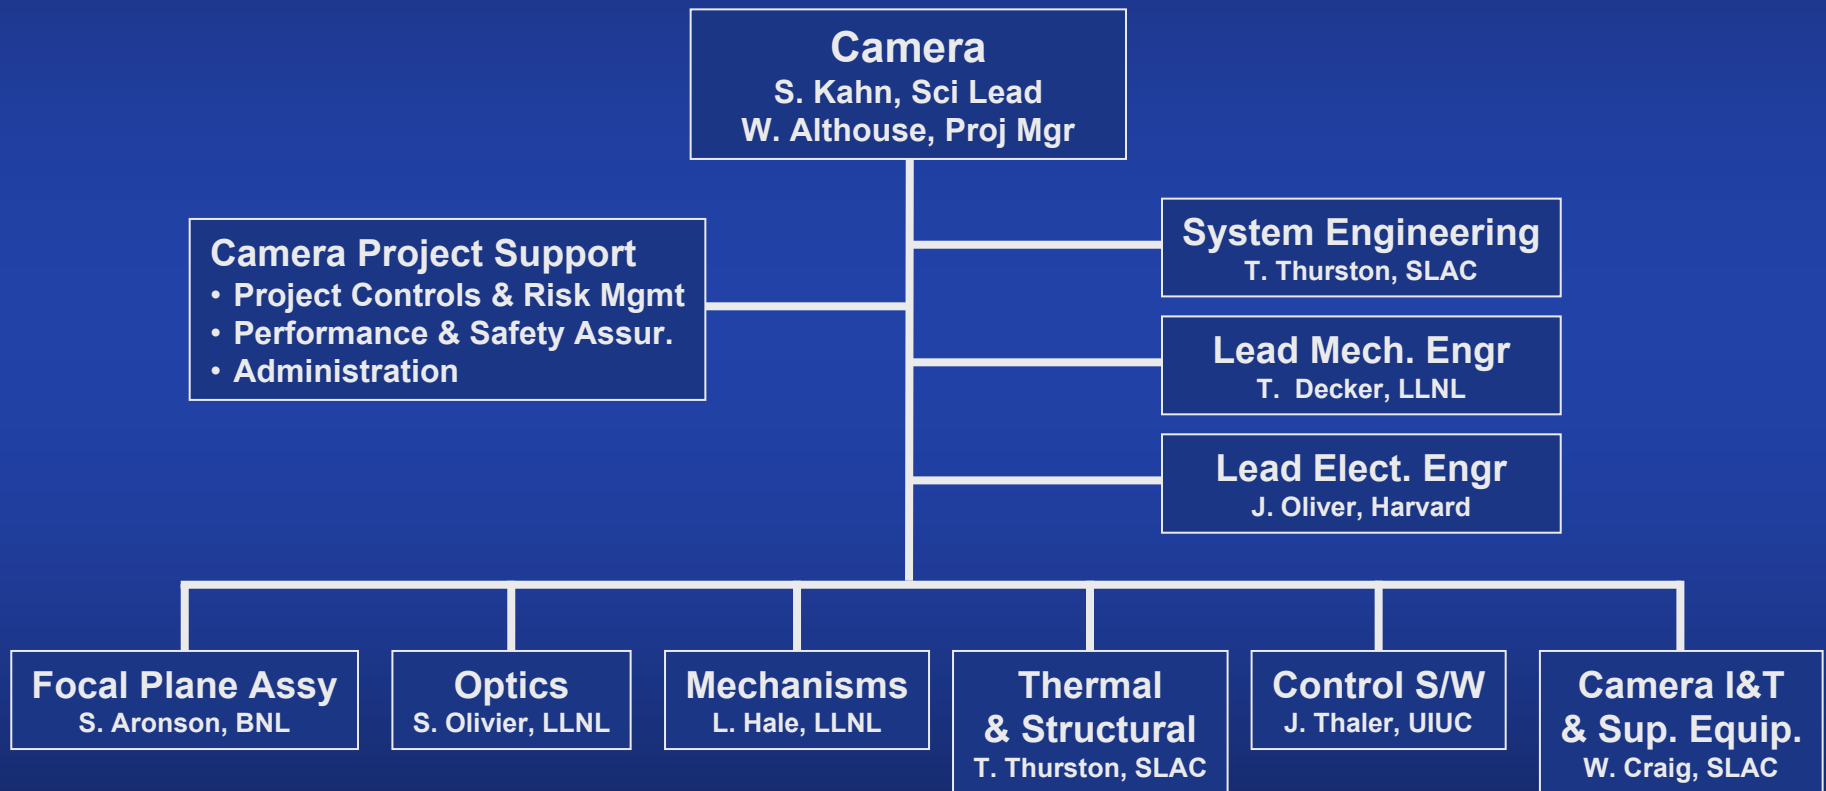 Camera
S. Kahn, Sci Lead
W. Althouse, Proj Mgr
Camera Project Support
• Project Controls & Risk Mgmt
• Performance & Safety Assur.
• Administration
System Engineering
T. Thurston, SLAC
Lead Mech. Engr
T.  Decker, LLNL
Lead Elect. Engr
J. Oliver, Harvard
Focal Plane Assy
S. Aronson, BNL
Optics
S. Olivier, LLNL
Mechanisms
L. Hale, LLNL
Thermal
& Structural
T. Thurston, SLAC
Control S/W
J. Thaler, UIUC
Camera I&T
& Sup. Equip.
W. Craig, SLAC